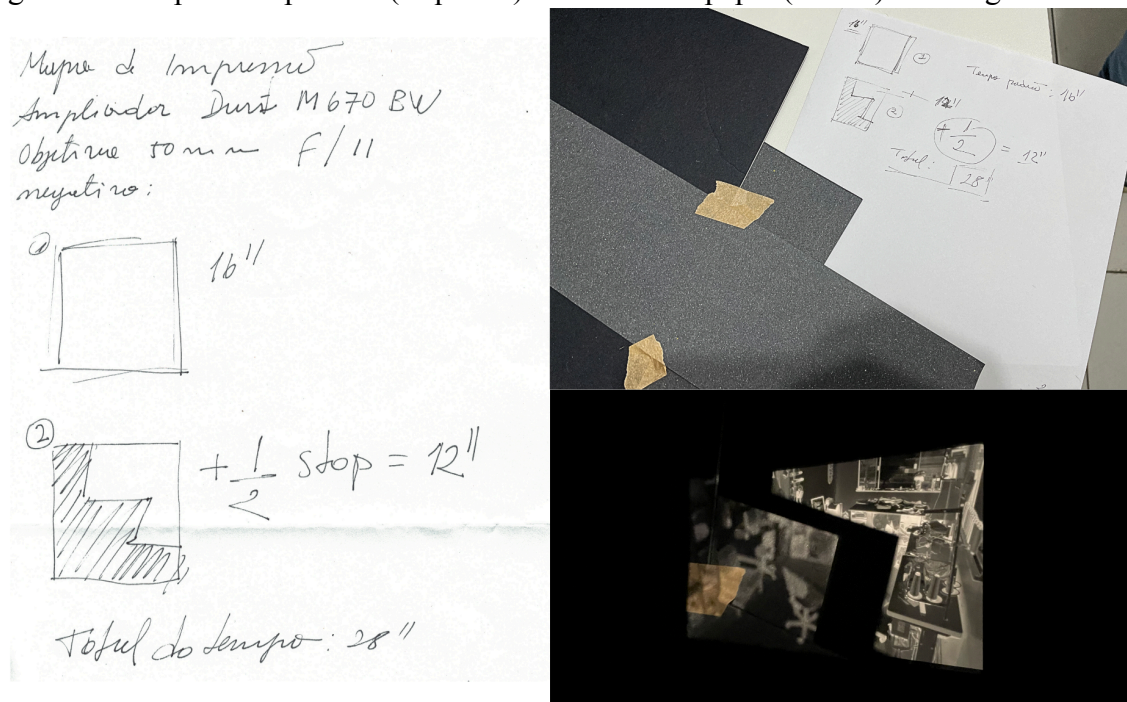 Mapa de Impressão
Ampliador Durst M670 BW
Objetiva 50mm F/11
negativo:
1
16"
2
+ 1/2 stop = 12"
Total do tempo: 28"
16"
1
Tempo padrão: 16"
2
12"
+ 1/2 = 12"
Total: 28"